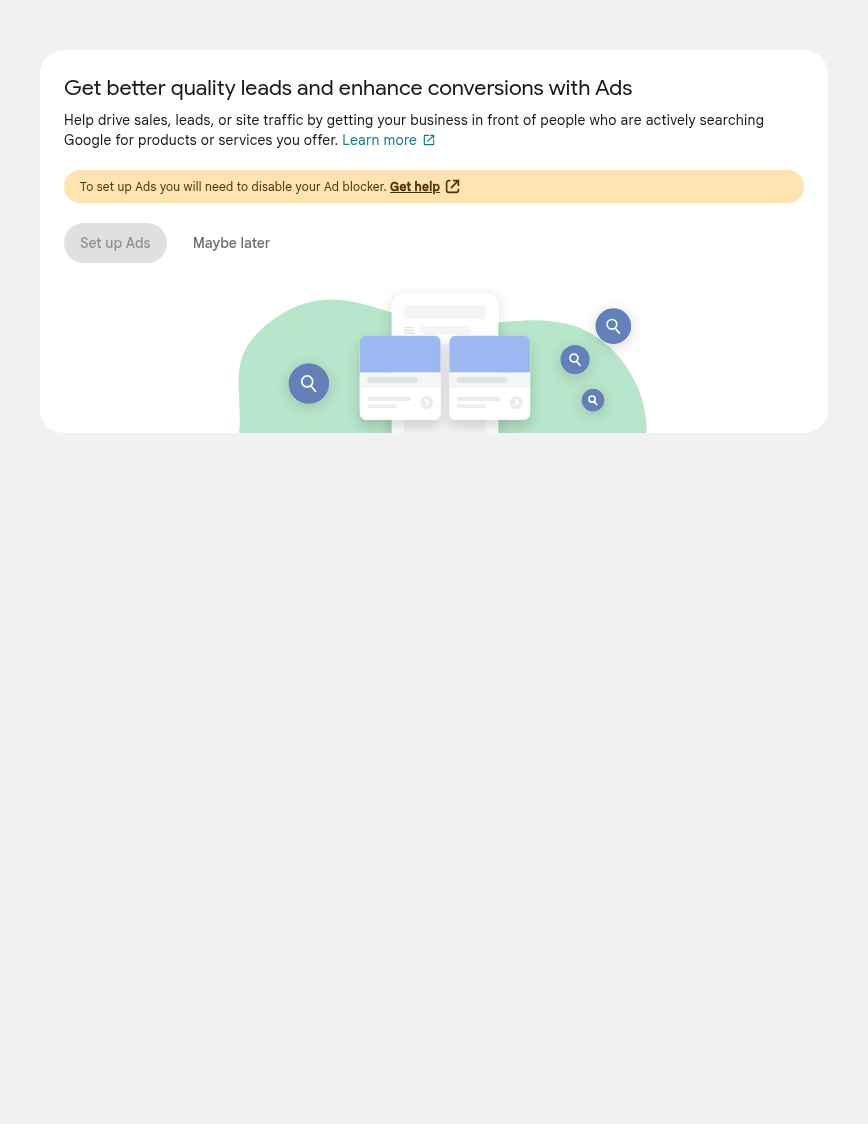 Get better quality leads and enhance conversions with Ads
Help drive sales, leads, or site traffic by getting your business in front of people who are actively searching
Google for products or services you offer. Learn more
To set up Ads you will need to disable your Ad blocker. Get help
Set up Ads
Maybe later